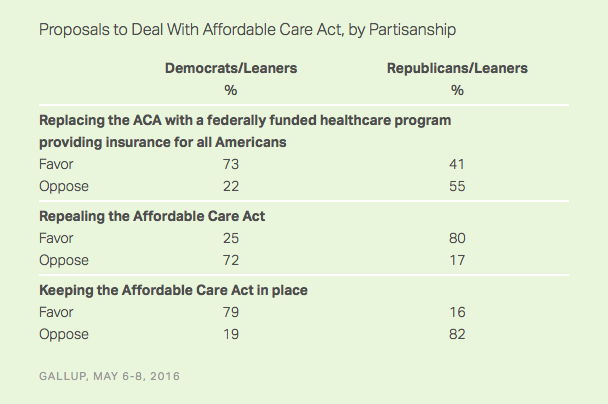 Proposals to Deal With Affordable Care Act, by Partisanship
Democrats/Leaners Republicans/Leaners
% %
Replacing the ACA with a federally funded healthcare program
providing insurance for all Americans
Favor 73 41
Oppose 22 55
Repealing the Affordable Care Act
Favor 25 80
Oppose 72 17
Keeping the Affordable Care Act in place
Favor 79 16
Oppose 19 82
GALLUP, MAY 6-8, 2016